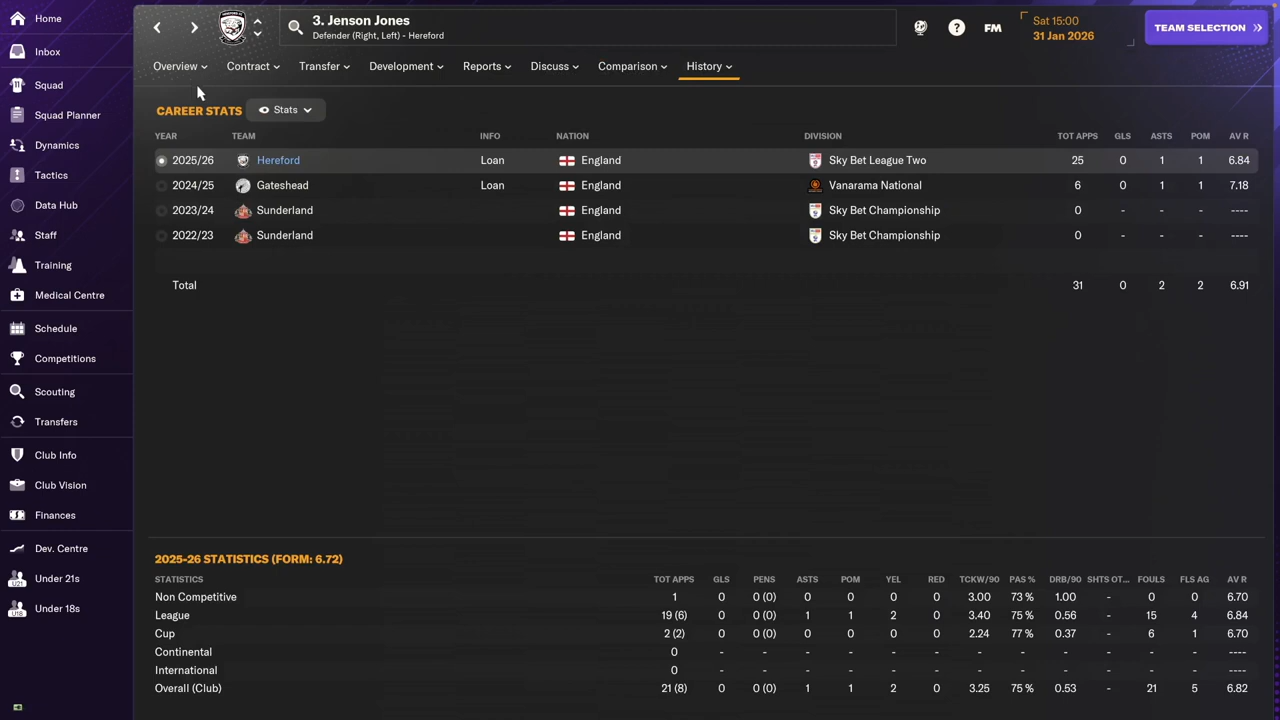 3. Jenson Jones
Defender (Right, Left) - Hereford
FM
Sat 15:00
31 Jan 2026
TEAM SELECTION
Home
Inbox
Squad
Squad Planner
Dynamics
Tactics
Data Hub
Staff
Training
Medical Centre
Schedule
Competitions
Scouting
Transfers
Club Info
Club Vision
Finances
Dev. Centre
Under 21s
Under 18s
Overview Contract Transfer Development Reports Discuss Comparison History
CAREER STATS Stats
YEAR TEAM INFO NATION DIVISION TOT APPS GLS ASTS POM AV R
2025/26 Hereford Loan England Sky Bet League Two 25 0 1 1 6.84
2024/25 Gateshead Loan England Vanarama National 6 0 1 1 7.18
2023/24 Sunderland England Sky Bet Championship 0 - - - ----
2022/23 Sunderland England Sky Bet Championship 0 - - - ----
Total 31 0 2 2 6.91
2025-26 STATISTICS (FORM: 6.72)
STATISTICS TOT APPS GLS PENS ASTS POM YEL RED TCKW/90 PAS % DRB/90 SHTS OT... FOULS FLS AG AV R
Non Competitive 1 0 0 (0) 0 0 0 0 3.00 73 % 1.00 - 0 0 6.70
League 19 (6) 0 0 (0) 1 1 2 0 3.40 75 % 0.56 - 15 4 6.84
Cup 2 (2) 0 0 (0) 0 0 0 0 2.24 77 % 0.37 - 6 1 6.70
Continental 0 - - - - - - - - - - - - ----
International 0 - - - - - - - - - - - - ----
Overall (Club) 21 (8) 0 0 (0) 1 1 2 0 3.25 75 % 0.53 - 21 5 6.82